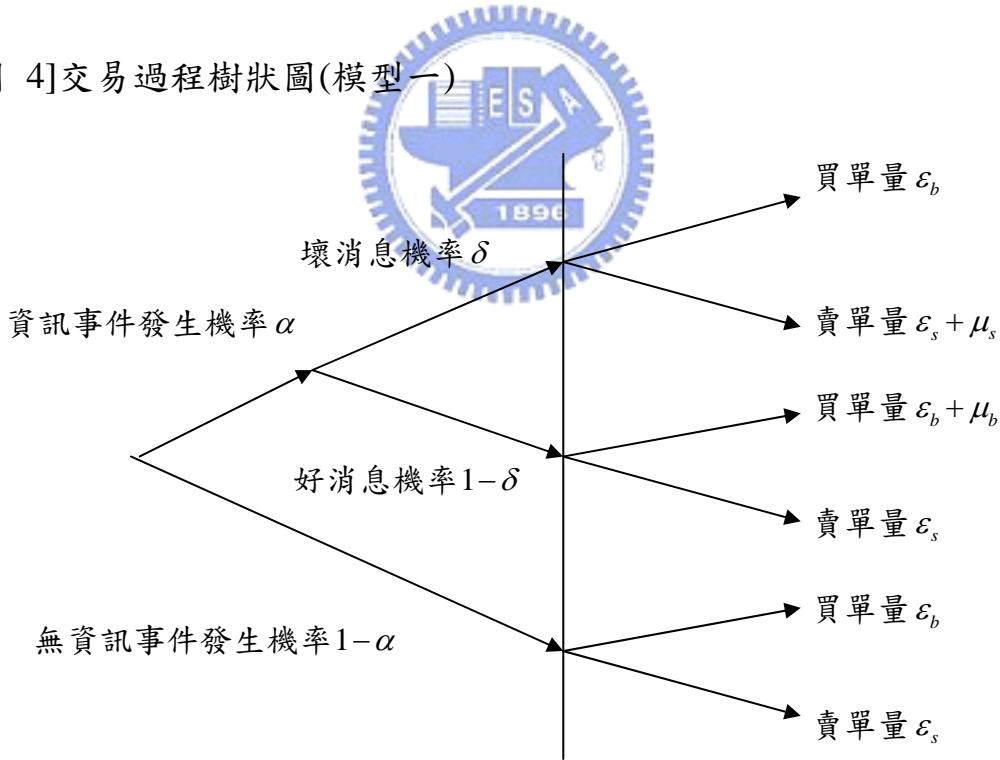 4]交易過程樹狀圖(模型一)
E S A
1896
買單量 ε_b
壞消息機率 δ
資訊事件發生機率 α
賣單量 ε_s + μ_s
買單量 ε_b + μ_b
好消息機率 1−δ
賣單量 ε_s
買單量 ε_b
無資訊事件發生機率 1−α
賣單量 ε_s